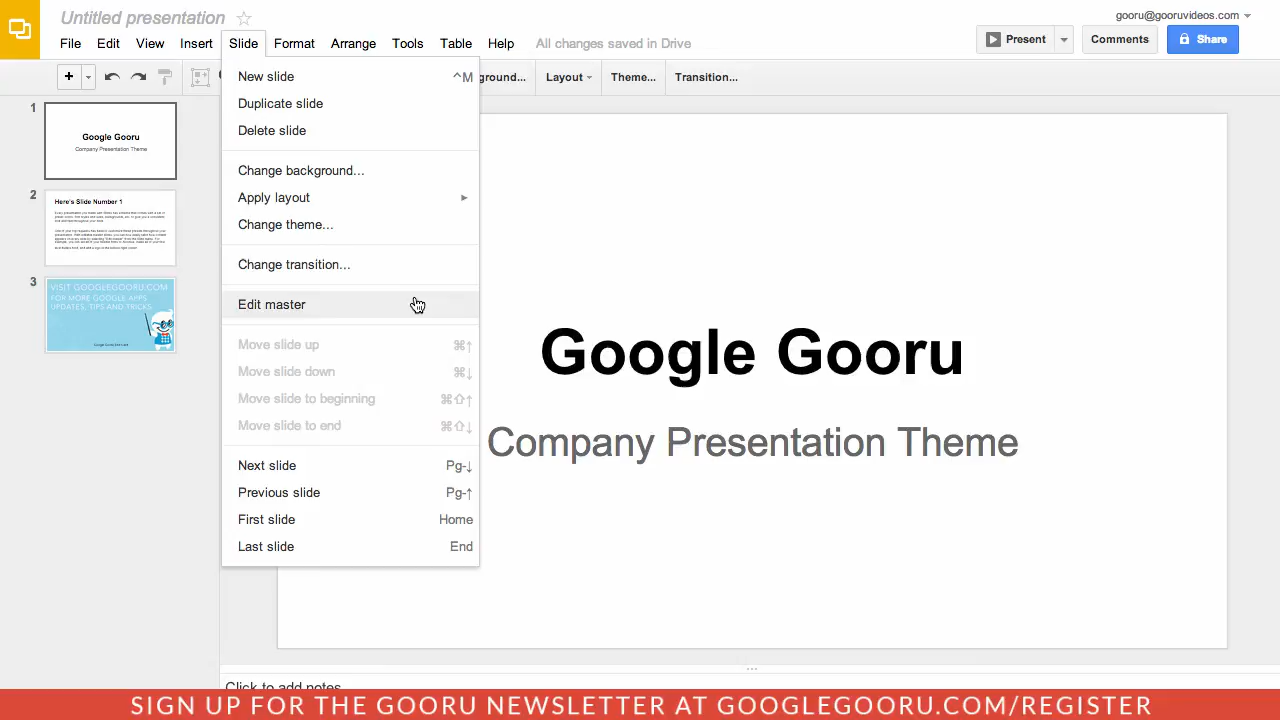 Untitled presentation
gooru@gooruvideos.com
File Edit View Insert Slide Format Arrange Tools Table Help All changes saved in Drive
Present Comments Share
ground... Layout Theme... Transition...
New slide ^M
Duplicate slide
Delete slide
Change background...
Apply layout
Change theme...
Change transition...
Edit master
Move slide up ⌘↑
Move slide down ⌘↓
Move slide to beginning ⌘⇧↑
Move slide to end ⌘⇧↓
Next slide Pg-↓
Previous slide Pg-↑
First slide Home
Last slide End
1
Google Gooru
Company Presentation Theme
2
Here's Slide Number 1
3
VISIT GOOGLEGOORU.COM
FOR MORE GOOGLE APPS
UPDATES, TIPS AND TRICKS
Google Gooru
Company Presentation Theme
Click to add notes
SIGN UP FOR THE GOORU NEWSLETTER AT GOOGLEGOORU.COM/REGISTER